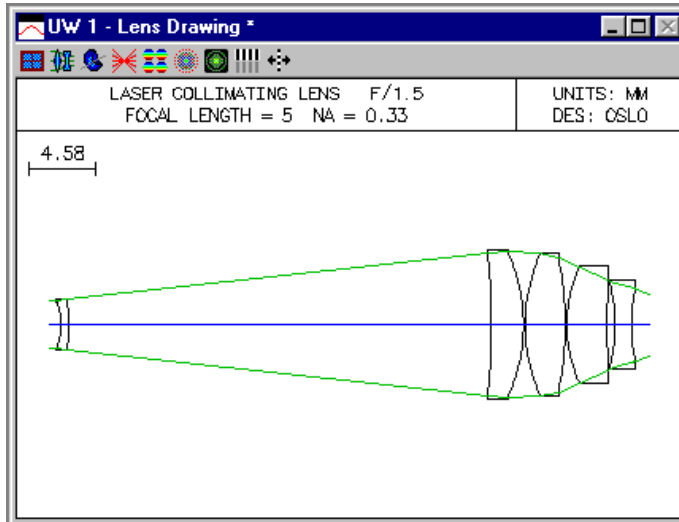 UW 1 - Lens Drawing *
LASER COLLIMATING LENS F/1.5
FOCAL LENGTH = 5 NA = 0.33
UNITS: MM
DES: OSLO
4.58